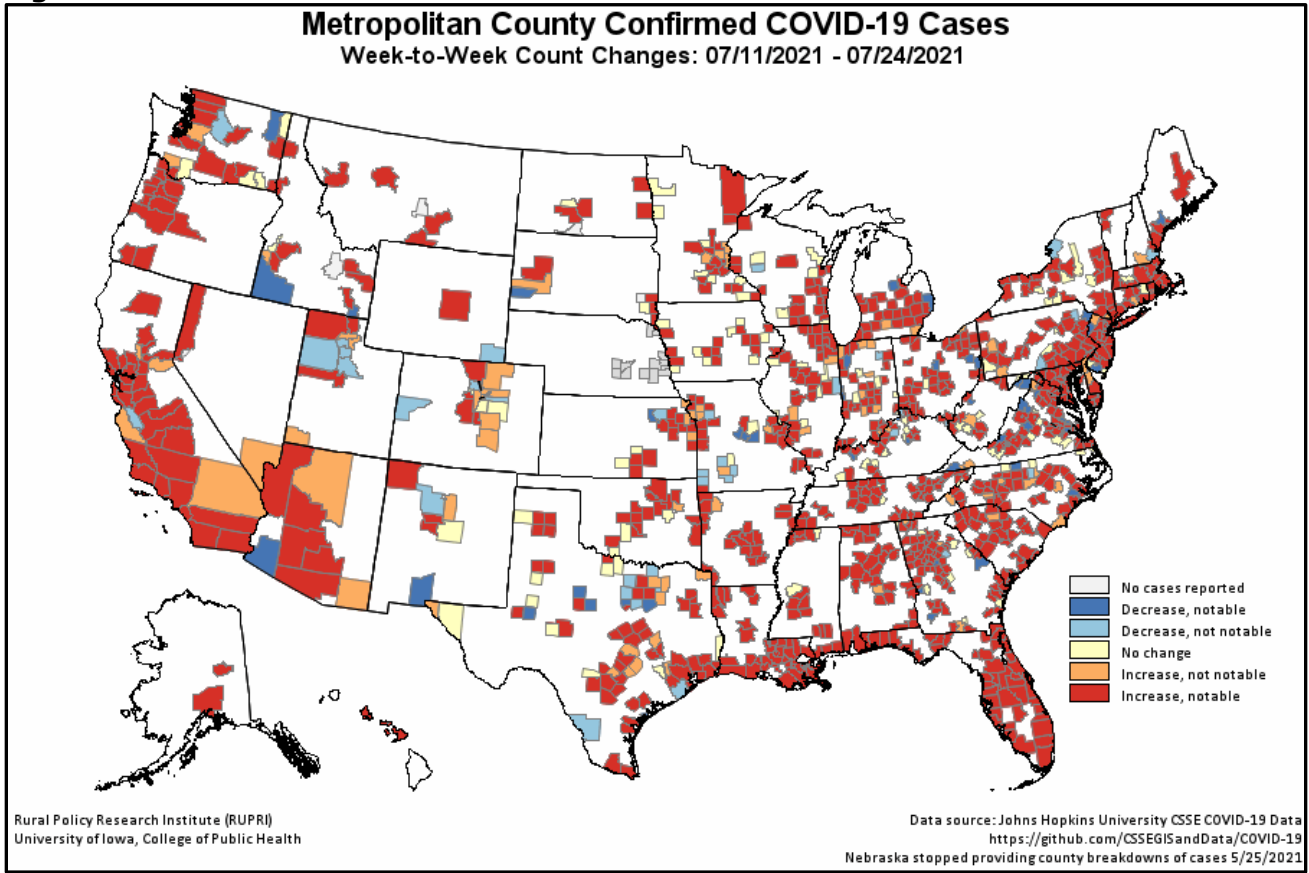 Metropolitan County Confirmed COVID-19 Cases
Week-to-Week Count Changes: 07/11/2021 - 07/24/2021
No cases reported
Decrease, notable
Decrease, not notable
No change
Increase, not notable
Increase, notable
Rural Policy Research Institute (RUPRI)
University of Iowa, College of Public Health
Data source: Johns Hopkins University CSSE COVID-19 Data
https://github.com/CSSEGISandData/COVID-19
Nebraska stopped providing county breakdowns of cases 5/25/2021